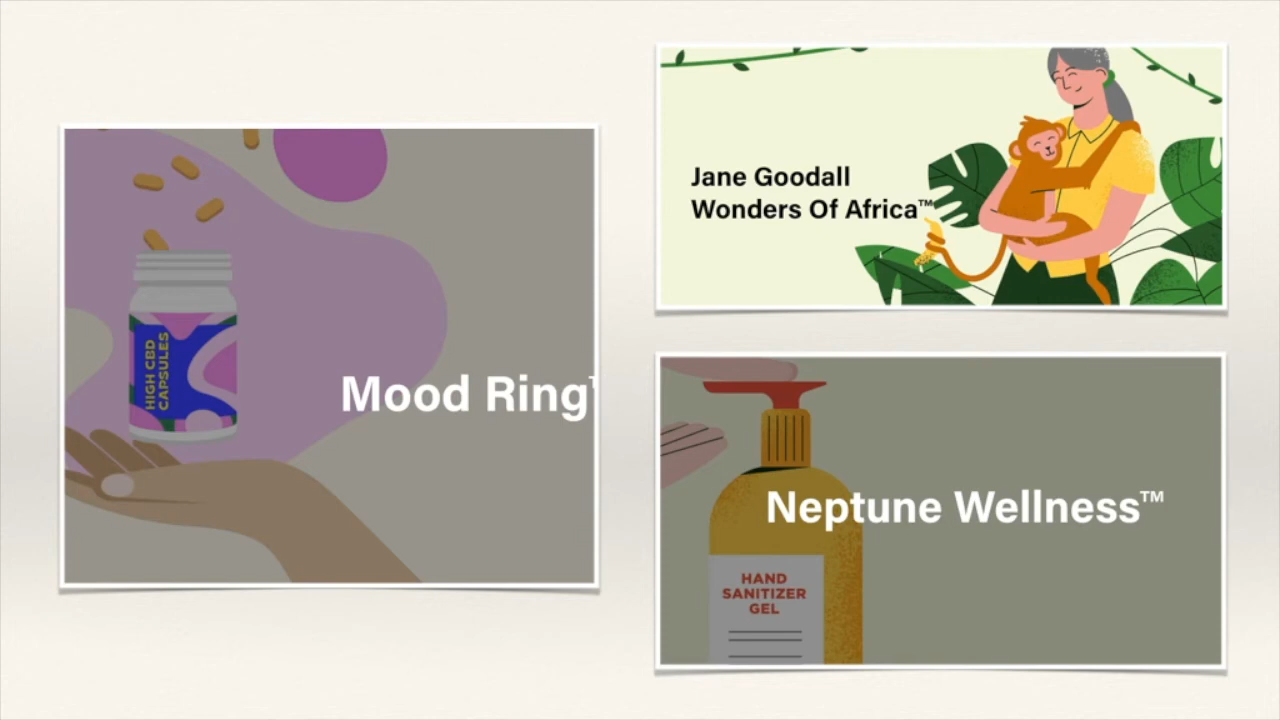 HIGH CBD
CAPSULES
Mood Ring
Jane Goodall
Wonders Of Africa™
Neptune Wellness™
HAND
SANITIZER
GEL